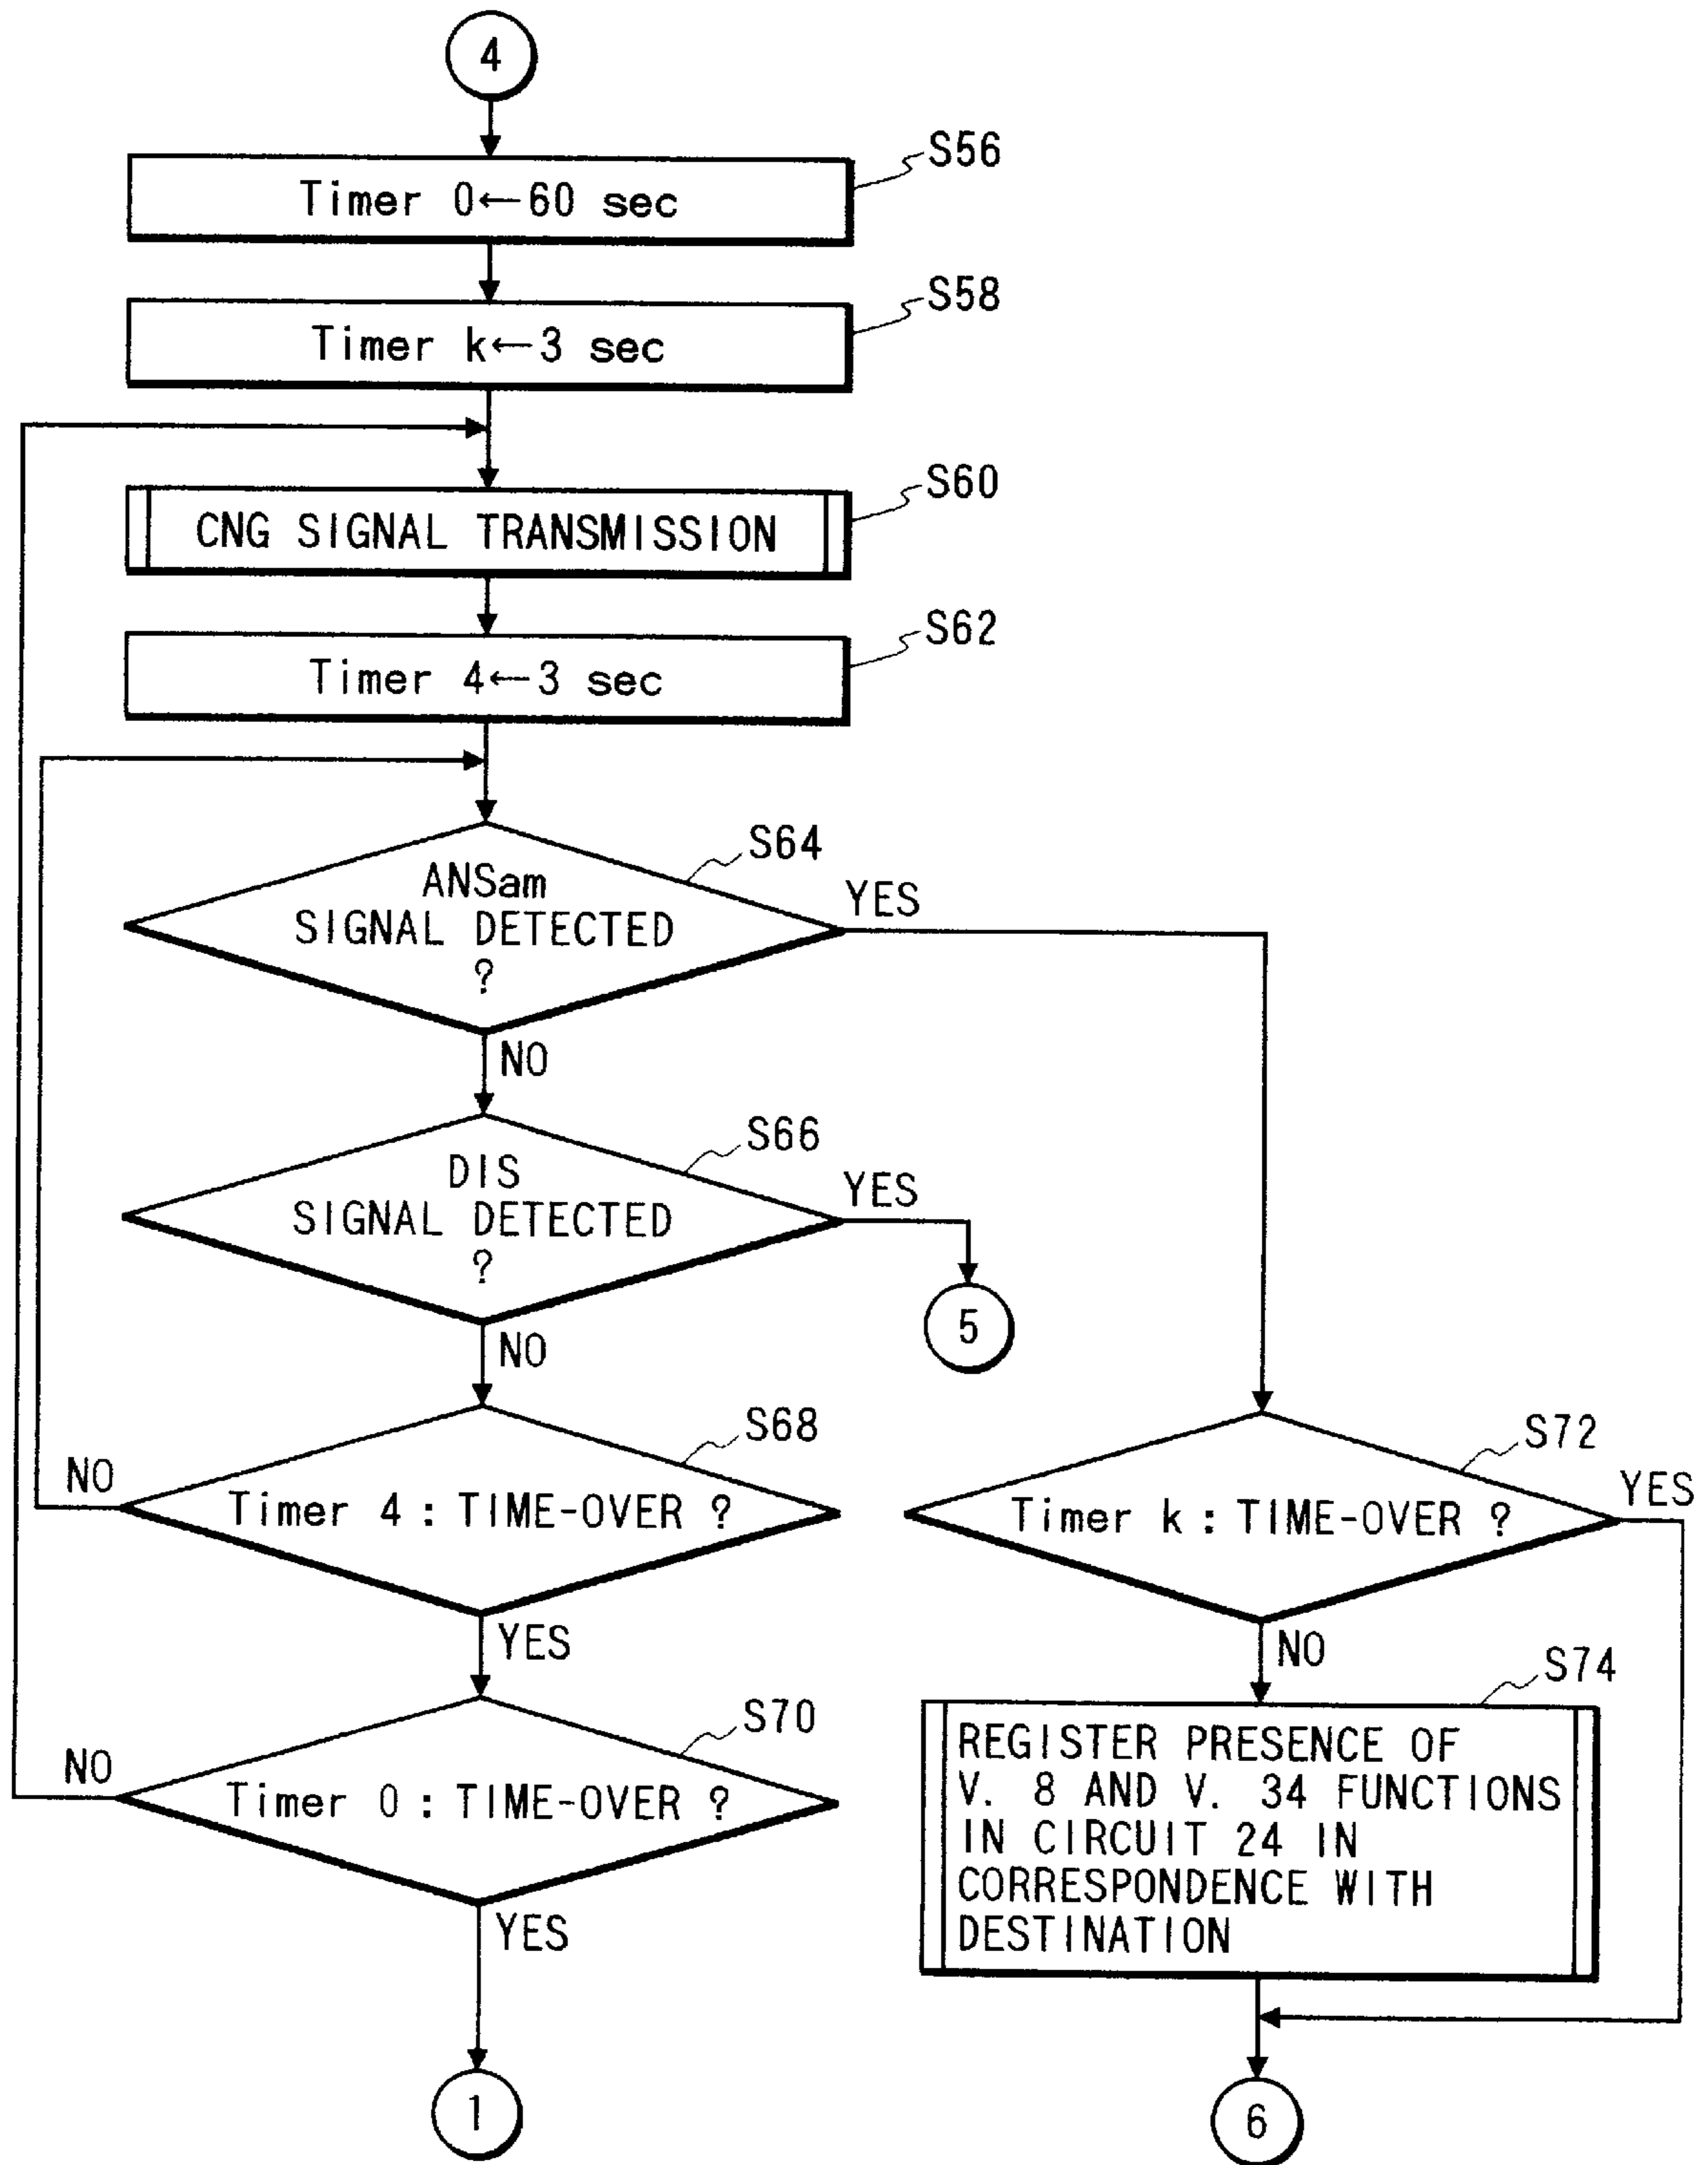 4
S56
Timer 0←60 sec
S58
Timer k←3 sec
S60
CNG SIGNAL TRANSMISSION
S62
Timer 4←3 sec
S64
ANSam
SIGNAL DETECTED
?
YES
NO
S66
DIS
SIGNAL DETECTED
?
YES
5
NO
S68
Timer 4 : TIME-OVER ?
NO
YES
S72
Timer k : TIME-OVER ?
YES
NO
S70
Timer 0 : TIME-OVER ?
NO
YES
S74
REGISTER PRESENCE OF
V. 8 AND V. 34 FUNCTIONS
IN CIRCUIT 24 IN
CORRESPONDENCE WITH
DESTINATION
1
6